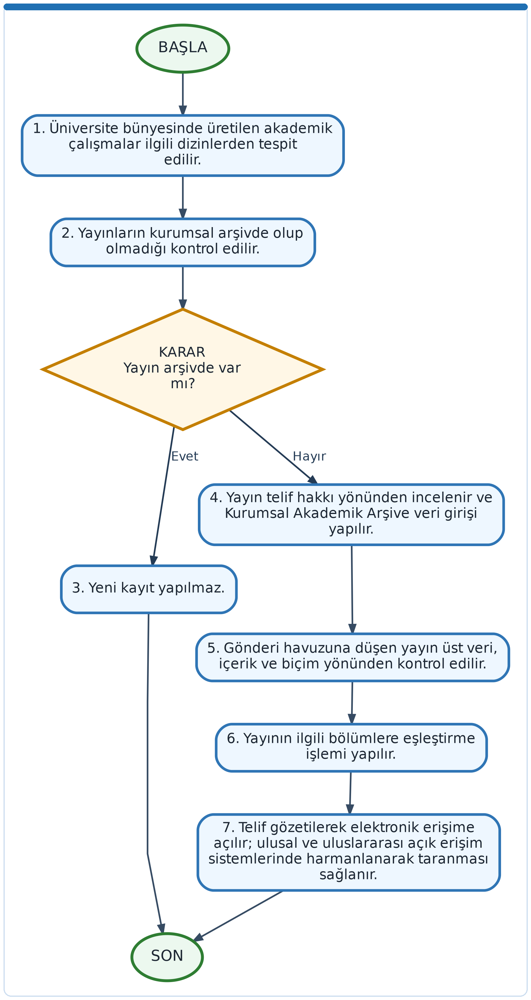 BAŞLA
1. Üniversite bünyesinde üretilen akademik
çalışmalar ilgili dizinlerden tespit
edilir.
2. Yayınların kurumsal arşivde olup
olmadığı kontrol edilir.
KARAR
Yayın arşivde var
mı?
Evet
Hayır
4. Yayın telif hakkı yönünden incelenir ve
Kurumsal Akademik Arşive veri girişi
yapılır.
3. Yeni kayıt yapılmaz.
5. Gönderi havuzuna düşen yayın üst veri,
içerik ve biçim yönünden kontrol edilir.
6. Yayının ilgili bölümlere eşleştirme
işlemi yapılır.
7. Telif gözetilerek elektronik erişime
açılır; ulusal ve uluslararası açık erişim
sistemlerinde harmanlanarak taranması
sağlanır.
SON